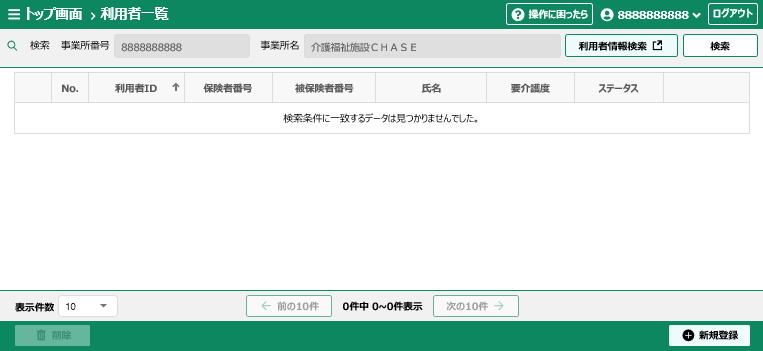 トップ画面 > 利用者一覧 ? 操作に困ったら 8888888888 ログアウト
検索 事業所番号 8888888888 事業所名 介護福祉施設ＣＨＡＳＥ 利用者情報検索 検索
No. 利用者ID ↑ 保険者番号 被保険者番号 氏名 要介護度 ステータス
検索条件に一致するデータは見つかりませんでした。
表示件数 10 ← 前の10件 0件中 0~0件表示 次の10件 →
削除 新規登録